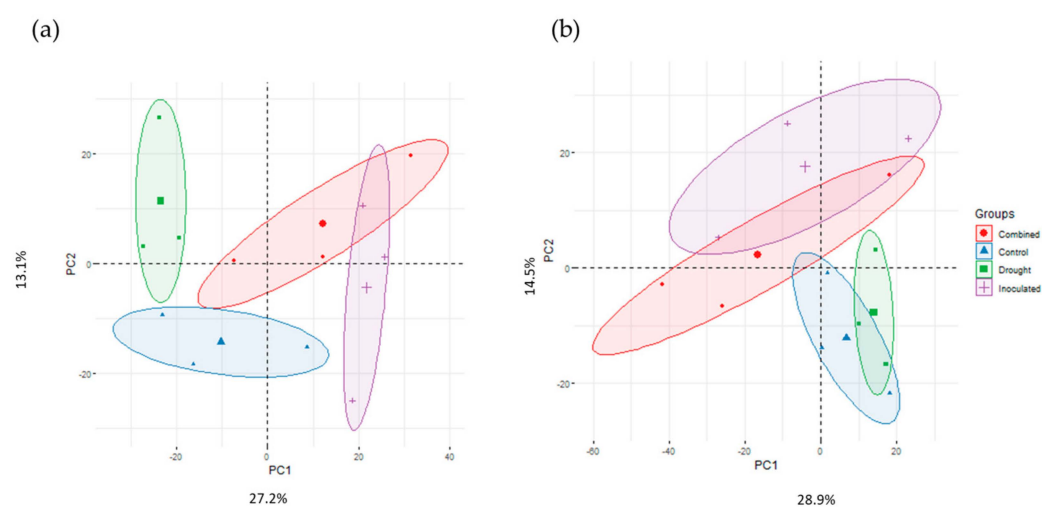 (a)
(b)
20
0
-20
PC2
13.1%
-20
0
20
40
PC1
27.2%
20
0
-20
PC2
14.5%
-60
-40
-20
0
20
PC1
28.9%
Groups
Combined
Control
Drought
Inoculated